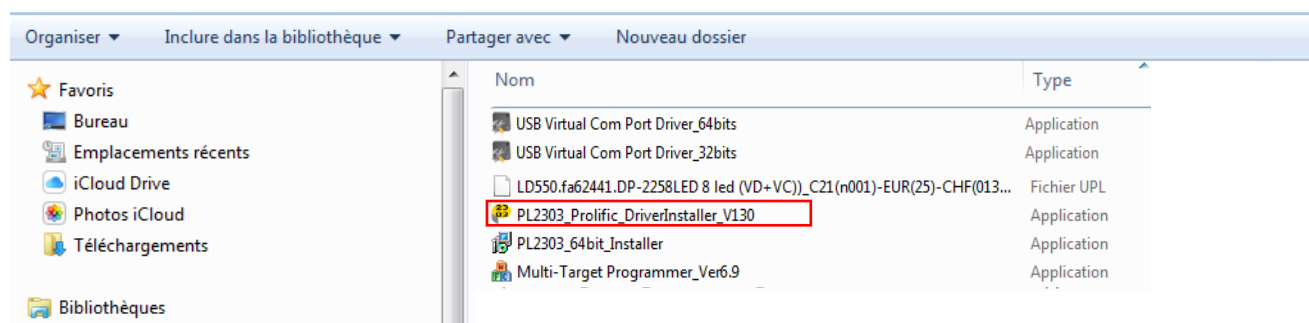 Organiser Inclure dans la bibliothèque Partager avec Nouveau dossier
Favoris
Bureau
Emplacements récents
iCloud Drive
Photos iCloud
Téléchargements
Bibliothèques
Nom Type
USB Virtual Com Port Driver_64bits Application
USB Virtual Com Port Driver_32bits Application
LD550.fa62441.DP-2258LED 8 led (VD+VC))_C21(n001)-EUR(25)-CHF(013... Fichier UPL
PL2303_Prolific_DriverInstaller_V130 Application
PL2303_64bit_Installer Application
Multi-Target Programmer_Ver6.9 Application